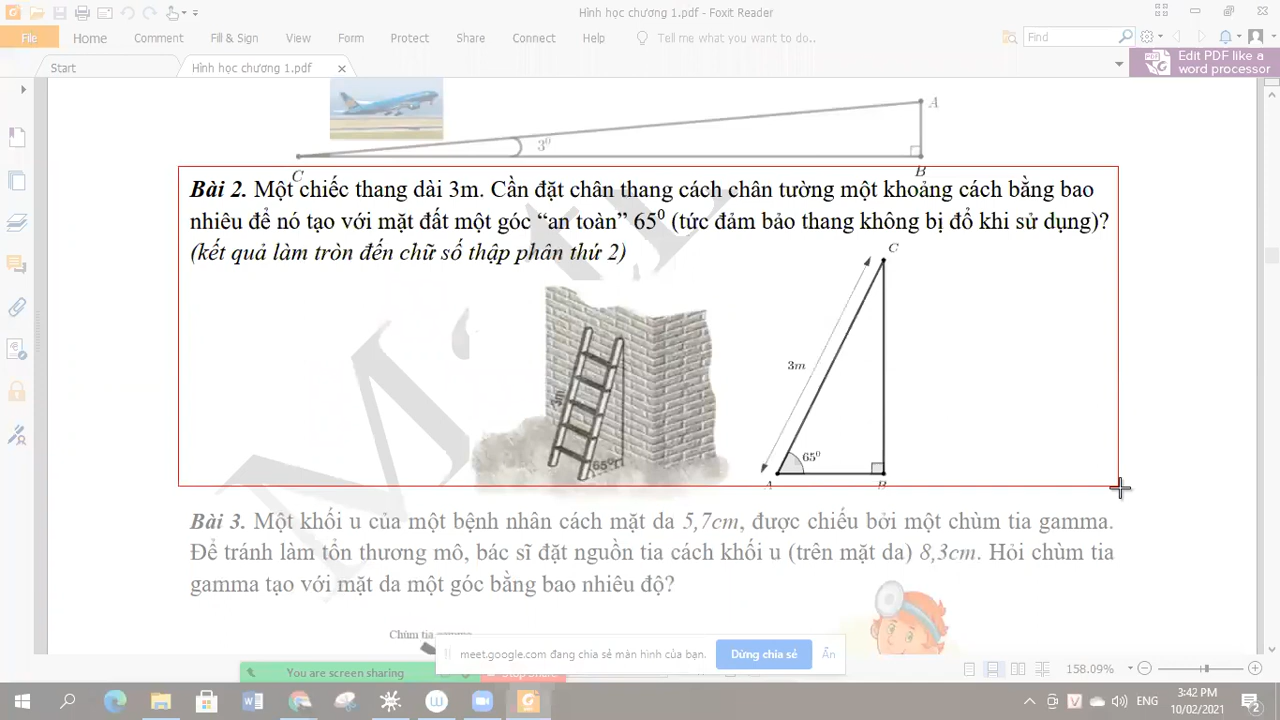 Hình học chương 1.pdf - Foxit Reader
File Home Comment Fill & Sign View Form Protect Share Connect Help Tell me what you want to do.. Find
Start Hình học chương 1.pdf Edit PDF like a
word processor
A
3⁰
C B
Bài 2. Một chiếc thang dài 3m. Cần đặt chân thang cách chân tường một khoảng cách bằng bao
nhiêu để nó tạo với mặt đất một góc “an toàn” 65⁰ (tức đảm bảo thang không bị đổ khi sử dụng)?
(kết quả làm tròn đến chữ số thập phân thứ 2)
C
3m
3m
65⁰
65⁰
A B
Bài 3. Một khối u của một bệnh nhân cách mặt da 5,7cm, được chiếu bởi một chùm tia gamma.
Để tránh làm tổn thương mô, bác sĩ đặt nguồn tia cách khối u (trên mặt da) 8,3cm. Hỏi chùm tia
gamma tạo với mặt da một góc bằng bao nhiêu độ?
Chùm tia gamma
meet.google.com đang chia sẻ màn hình của bạn. Dừng chia sẻ Ẩn
You are screen sharing Stop Share
158.09%
ENG 3:42 PM
10/02/2021 2